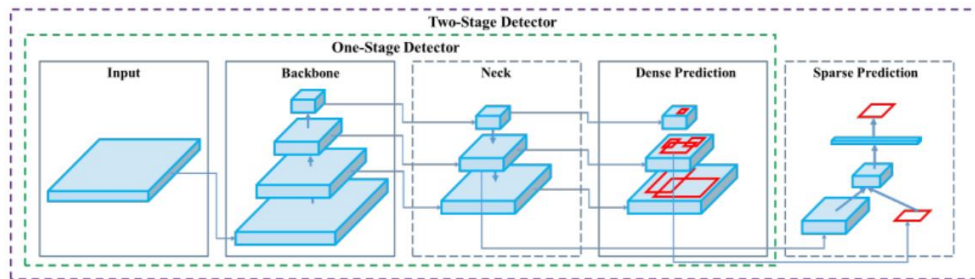 Two-Stage Detector
One-Stage Detector
Input
Backbone
Neck
Dense Prediction
Sparse Prediction